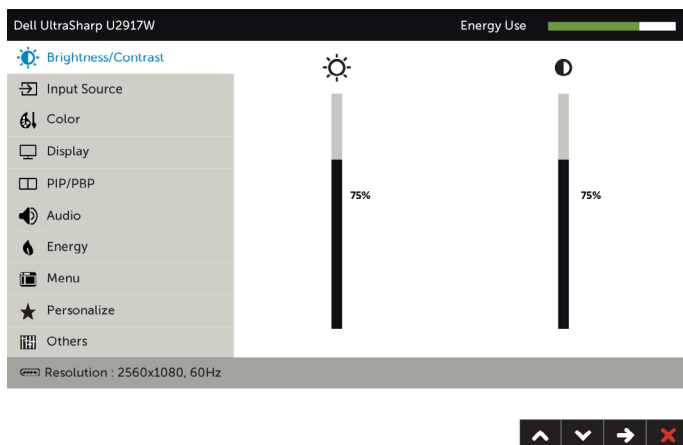 Dell UltraSharp U2917W
Energy Use
Brightness/Contrast
Input Source
Color
Display
PIP/PBP
Audio
Energy
Menu
Personalize
Others
75%
75%
Resolution : 2560x1080, 60Hz